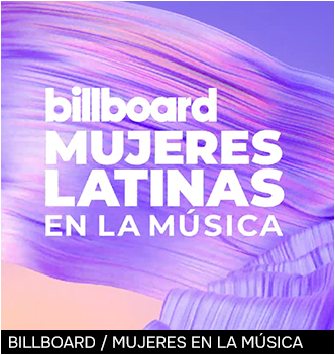 billboard
MUJERES
LATINAS
EN LA MÚSICA
BILLBOARD / MUJERES EN LA MÚSICA